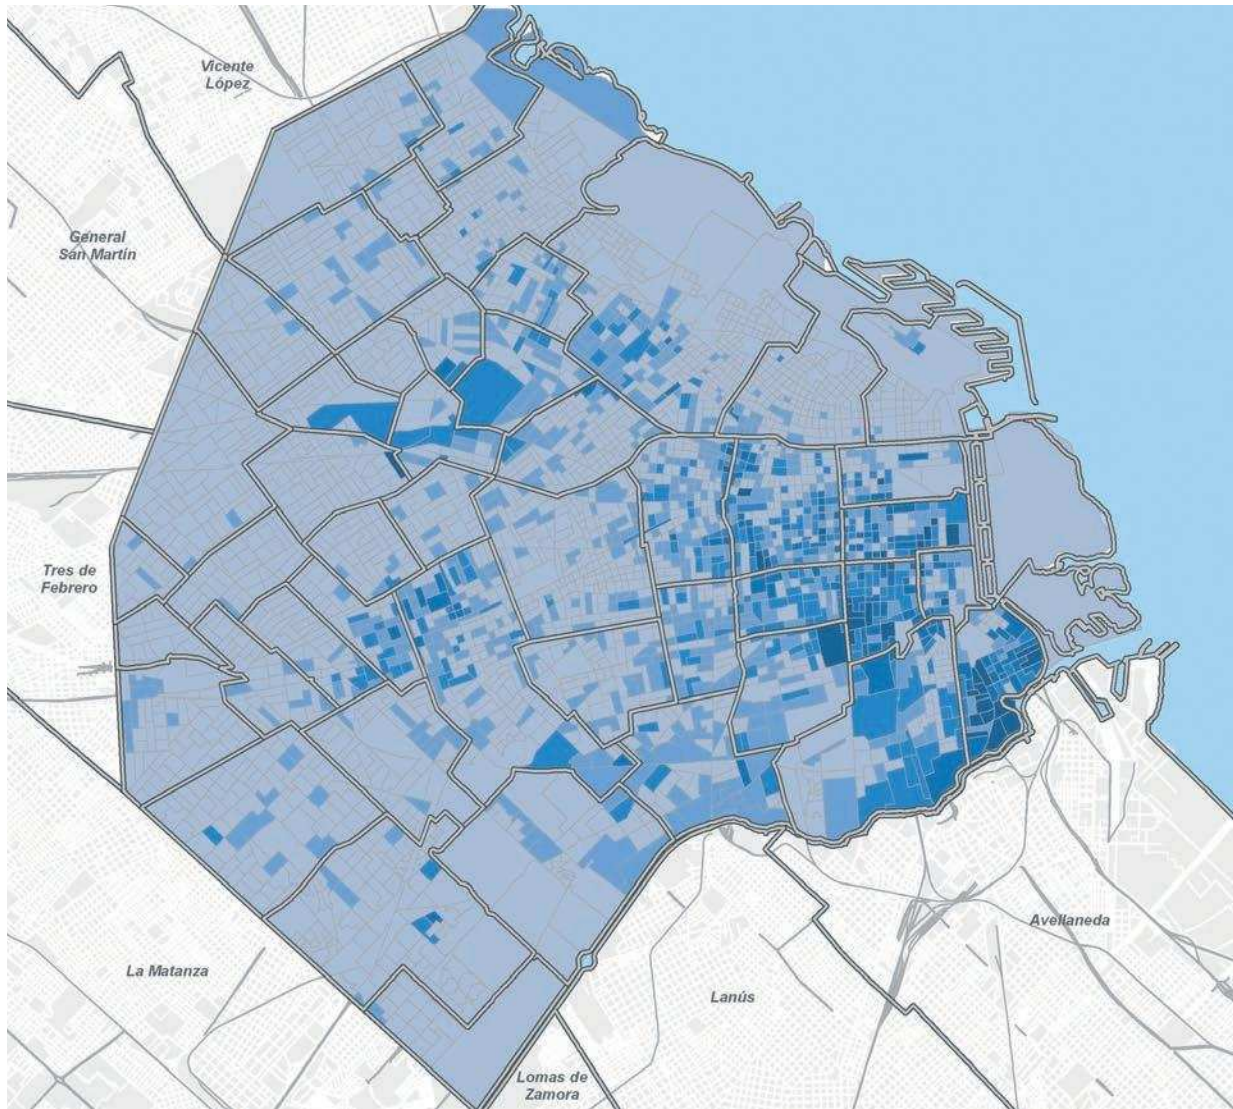 Vicente
López
General
San Martín
Tres de
Febrero
La Matanza
Avellaneda
Lanús
Lomas de
Zamora